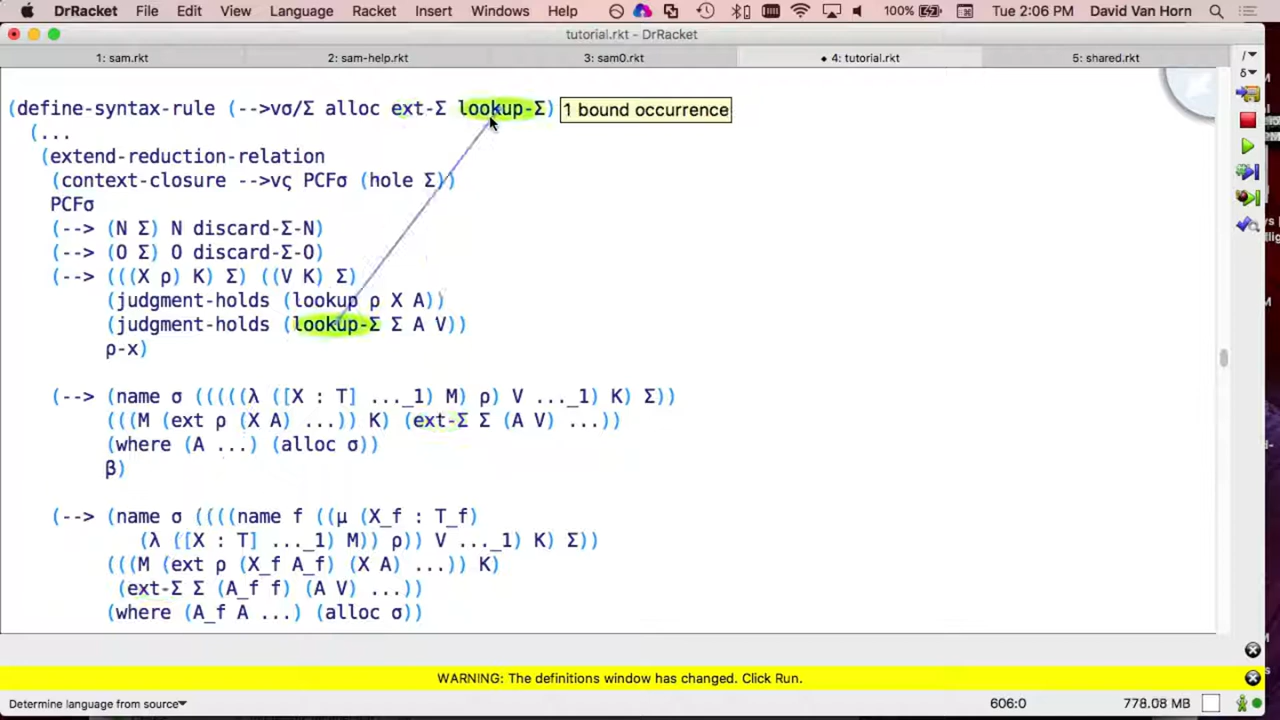 DrRacket File Edit View Language Racket Insert Windows Help 100% Tue 2:06 PM David Van Horn
tutorial.rkt - DrRacket
1: sam.rkt 2: sam-help.rkt 3: sam0.rkt • 4: tutorial.rkt 5: shared.rkt
(define-syntax-rule (-->vσ/Σ alloc ext-Σ lookup-Σ) 1 bound occurrence
(...
(extend-reduction-relation
(context-closure -->vς PCFσ (hole Σ))
PCFσ
(--> (N Σ) N discard-Σ-N)
(--> (O Σ) O discard-Σ-O)
(--> (((X ρ) K) Σ) ((V K) Σ)
(judgment-holds (lookup ρ X A))
(judgment-holds (lookup-Σ Σ A V))
ρ-x)
(--> (name σ (((((λ ([X : T] ..._1) M) ρ) V ..._1) K) Σ))
(((M (ext ρ (X A) ...)) K) (ext-Σ Σ (A V) ...))
(where (A ...) (alloc σ))
β)
(--> (name σ ((((name f ((μ (X_f : T_f)
(λ ([X : T] ..._1) M)) ρ)) V ..._1) K) Σ))
(((M (ext ρ (X_f A_f) (X A) ...)) K)
(ext-Σ Σ (A_f f) (A V) ...))
(where (A_f A ...) (alloc σ))
WARNING: The definitions window has changed. Click Run.
Determine language from source 606:0 778.08 MB